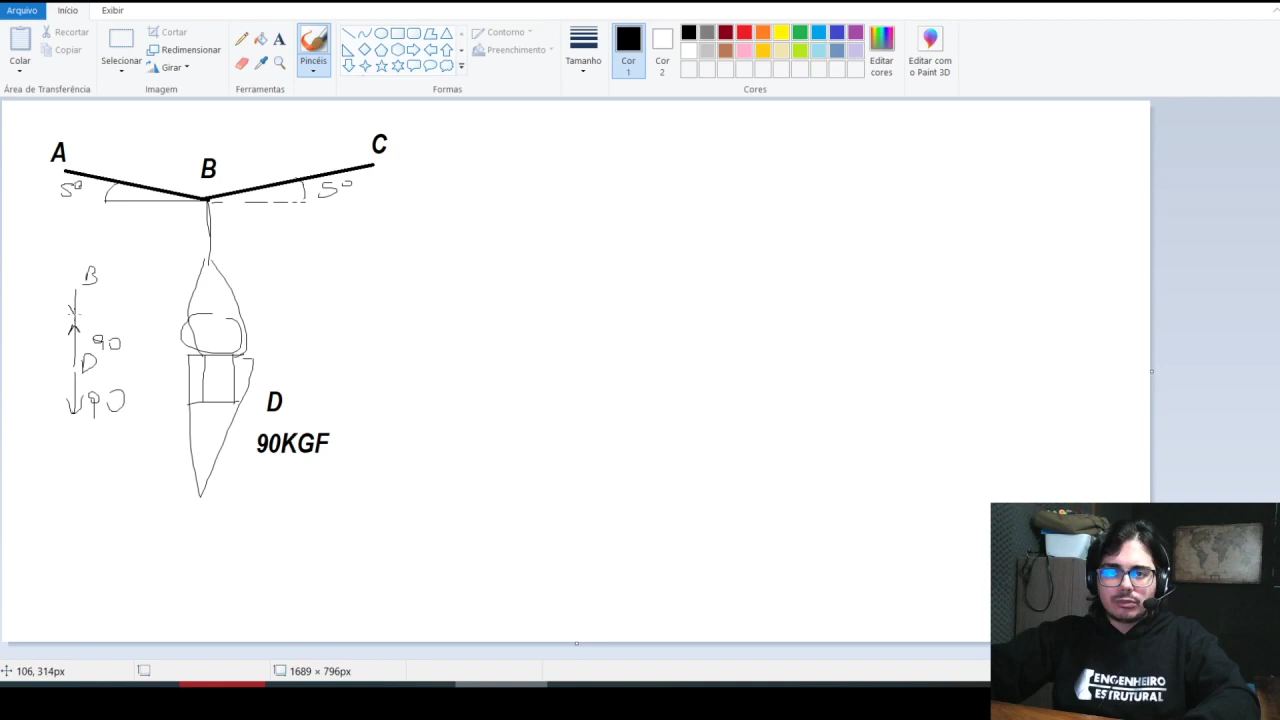 Arquivo Início Exibir
Colar
Recortar
Copiar
Área de Transferência
Selecionar
Cortar
Redimensionar
Girar
Imagem
A
Ferramentas
Pincéis
Formas
Contorno
Preenchimento
Tamanho
Cor 1
Cor 2
Cores
Editar cores
Editar com o Paint 3D
A
B
C
5º
5º
B
90
D
90
D
90KGF
ENGENHEIRO
ESTRUTURAL
106, 314px
1689 × 796px